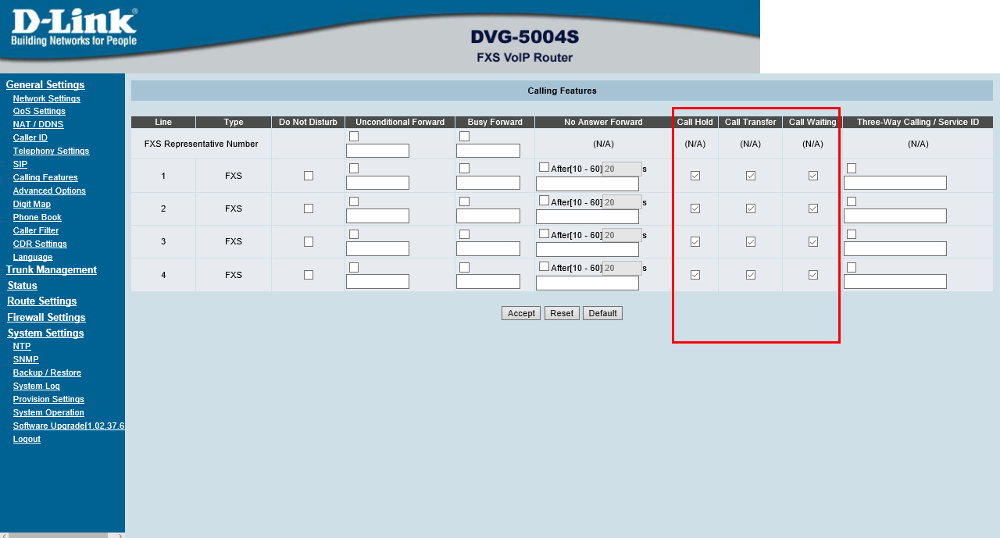 D-Link®
Building Networks for People
DVG-5004S
FXS VoIP Router
General Settings
Network Settings
QoS Settings
NAT / DDNS
Caller ID
Telephony Settings
SIP
Calling Features
Advanced Options
Digit Map
Phone Book
Caller Filter
CDR Settings
Language
Trunk Management
Status
Route Settings
Firewall Settings
System Settings
NTP
SNMP
Backup / Restore
System Log
Provision Settings
System Operation
Software Upgrade[1.02.37.6
Logout
Calling Features
Line Type Do Not Disturb Unconditional Forward Busy Forward No Answer Forward Call Hold Call Transfer Call Waiting Three-Way Calling / Service ID
FXS Representative Number (N/A) (N/A) (N/A) (N/A) (N/A)
1 FXS After[10 - 60] 20 s
2 FXS After[10 - 60] 20 s
3 FXS After[10 - 60] 20 s
4 FXS After[10 - 60] 20 s
Accept Reset Default